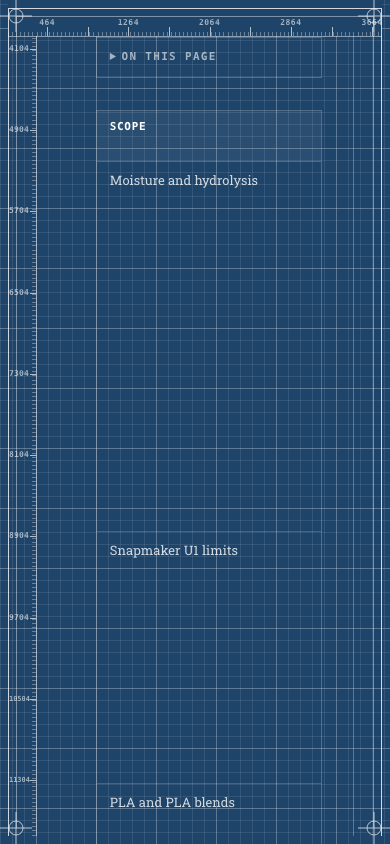 464 1264 2064 2864 3664
4104
▶ ON THIS PAGE
4904
SCOPE
Moisture and hydrolysis
5704
6504
7304
8104
8904
Snapmaker U1 limits
9704
10504
11304
PLA and PLA blends